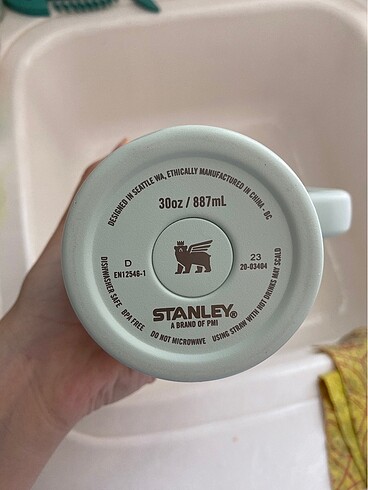 DESIGNED IN SEATTLE WA, ETHICALLY MANUFACTURED IN CHINA - BC
30oz / 887mL
D
EN12546-1
23
20-03404
STANLEY®
A BRAND OF PMI
DISHWASHER SAFE BPA FREE DO NOT MICROWAVE USING STRAW WITH HOT DRINKS MAY SCALD